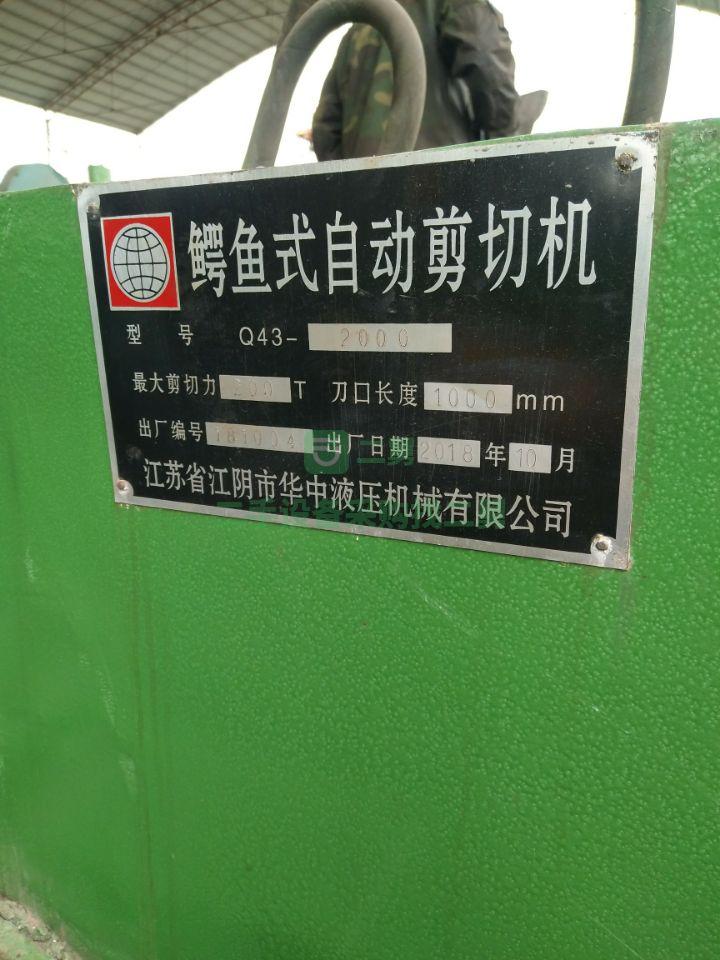 鳄鱼式自动剪切机
型号 Q43-2000
最大剪切力 200 T 刀口长度 1000 mm
出厂编号 181004 出厂日期 2018 年 10 月
江苏省江阴市华中液压机械有限公司